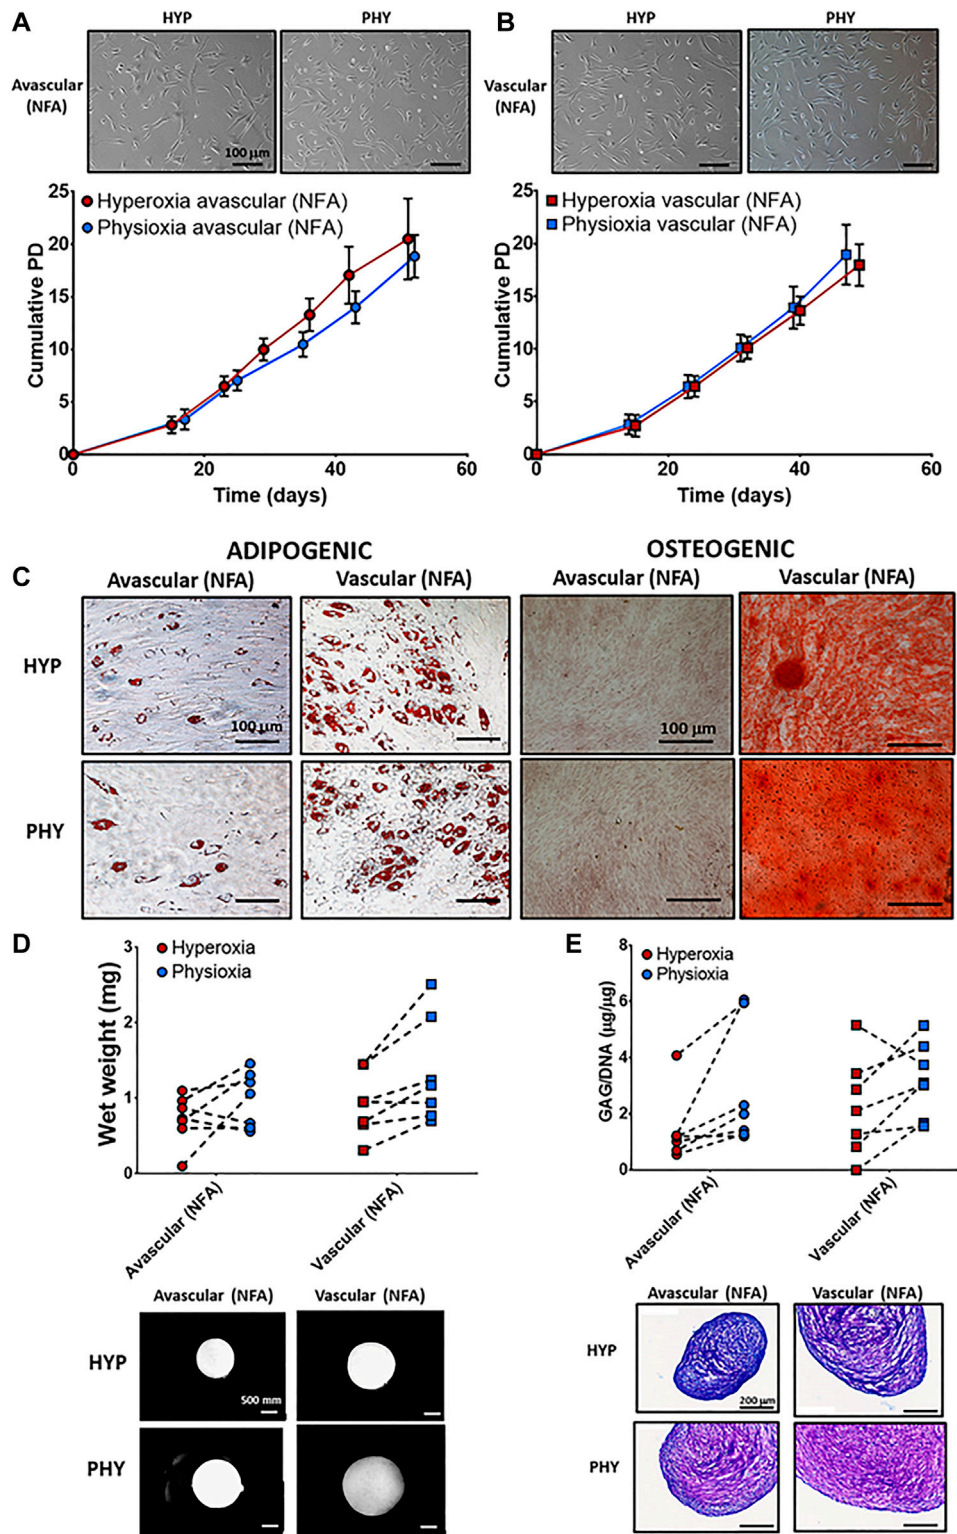 A
HYP
PHY
Avascular
(NFA)
100 µm
Hyperoxia avascular (NFA)
Physioxia avascular (NFA)
Cumulative PD
25
20
15
10
5
0
0
20
40
60
Time (days)
B
HYP
PHY
Vascular
(NFA)
Hyperoxia vascular (NFA)
Physioxia vascular (NFA)
Cumulative PD
25
20
15
10
5
0
0
20
40
60
Time (days)
C
ADIPOGENIC
OSTEOGENIC
Avascular (NFA)
Vascular (NFA)
Avascular (NFA)
Vascular (NFA)
HYP
100 µm
100 µm
PHY
D
Hyperoxia
Physioxia
Wet weight (mg)
3
2
1
0
Avascular (NFA)
Vascular (NFA)
Avascular (NFA)
Vascular (NFA)
HYP
500 mm
PHY
E
Hyperoxia
Physioxia
GAG/DNA (µg/µg)
8
6
4
2
0
Avascular (NFA)
Vascular (NFA)
Avascular (NFA)
Vascular (NFA)
HYP
200 µm
PHY